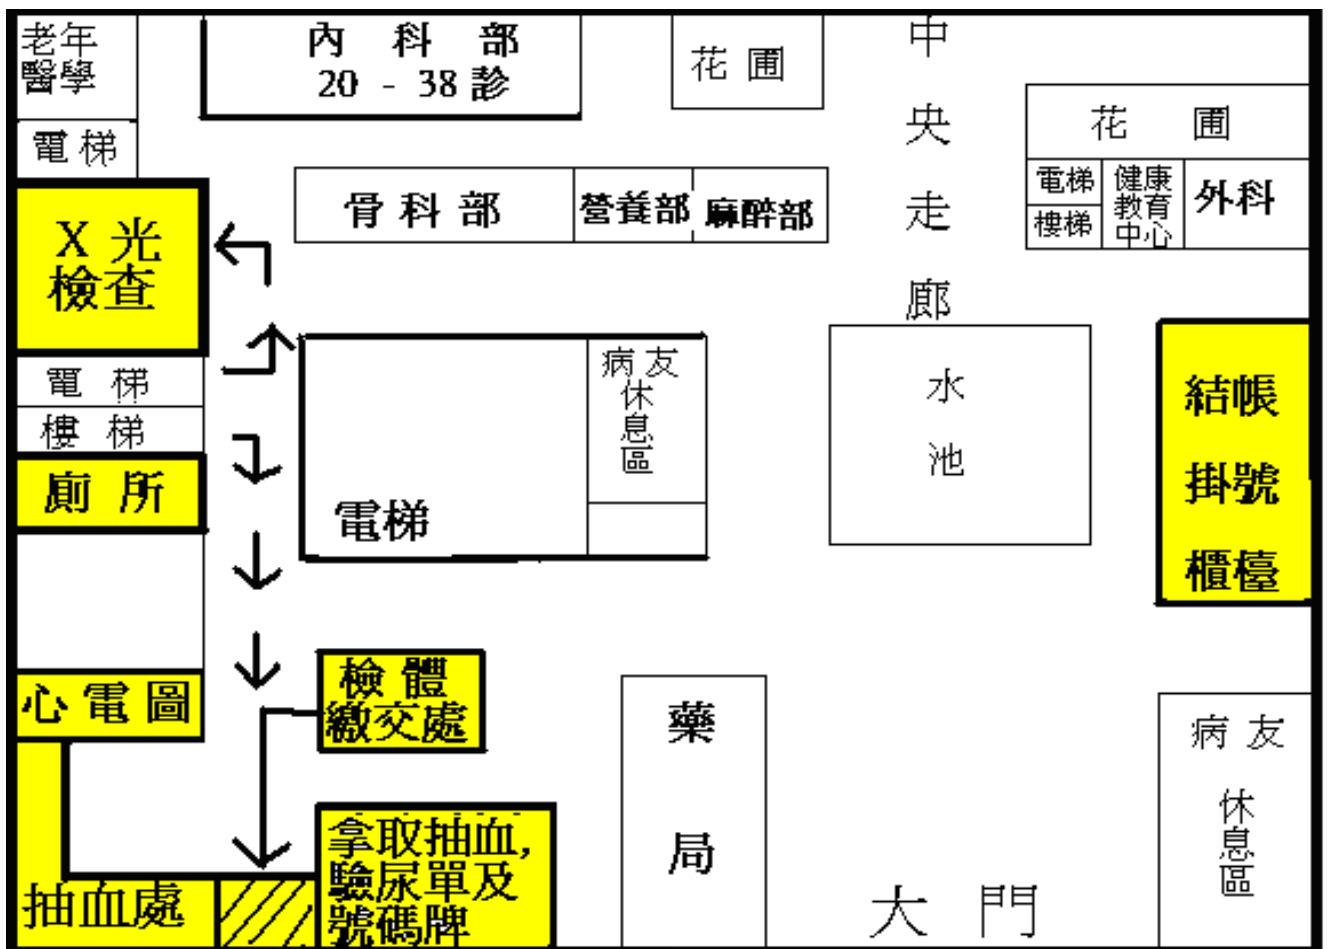 老年
醫學
內 科 部
20 - 38 診
花 圃
中
央
走
廊
電梯
花 圃
骨科部
營養部
麻醉部
電梯
樓梯
健康
教育
中心
外科
X 光
檢查
電 梯
樓 梯
廁 所
電梯
病友
休
息
區
水
池
結帳
掛號
櫃檯
心電圖
檢 體
繳交處
藥
局
病友
休
息
區
抽血處
拿取抽血,
驗尿單及
號碼牌
大 門